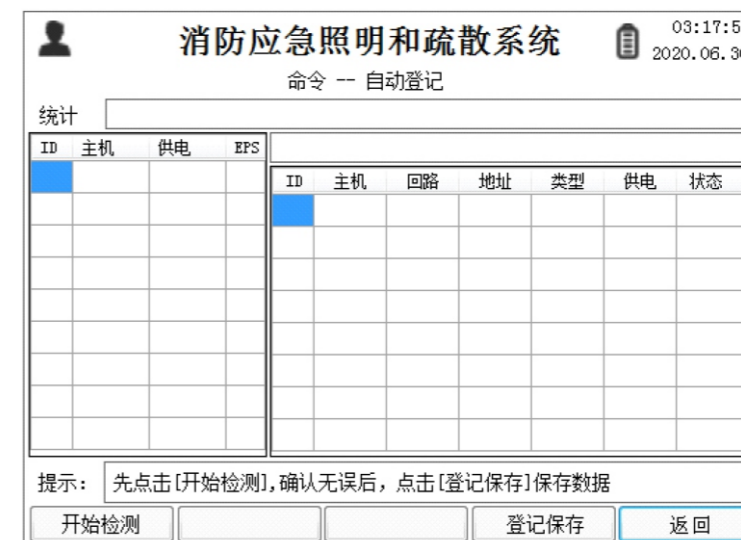 消防应急照明和疏散系统
03:17:5
2020.06.30
命令 -- 自动登记
统计
ID 主机 供电 EPS
ID 主机 回路 地址 类型 供电 状态
提示： 先点击[开始检测],确认无误后，点击[登记保存]保存数据
开始检测 登记保存 返回